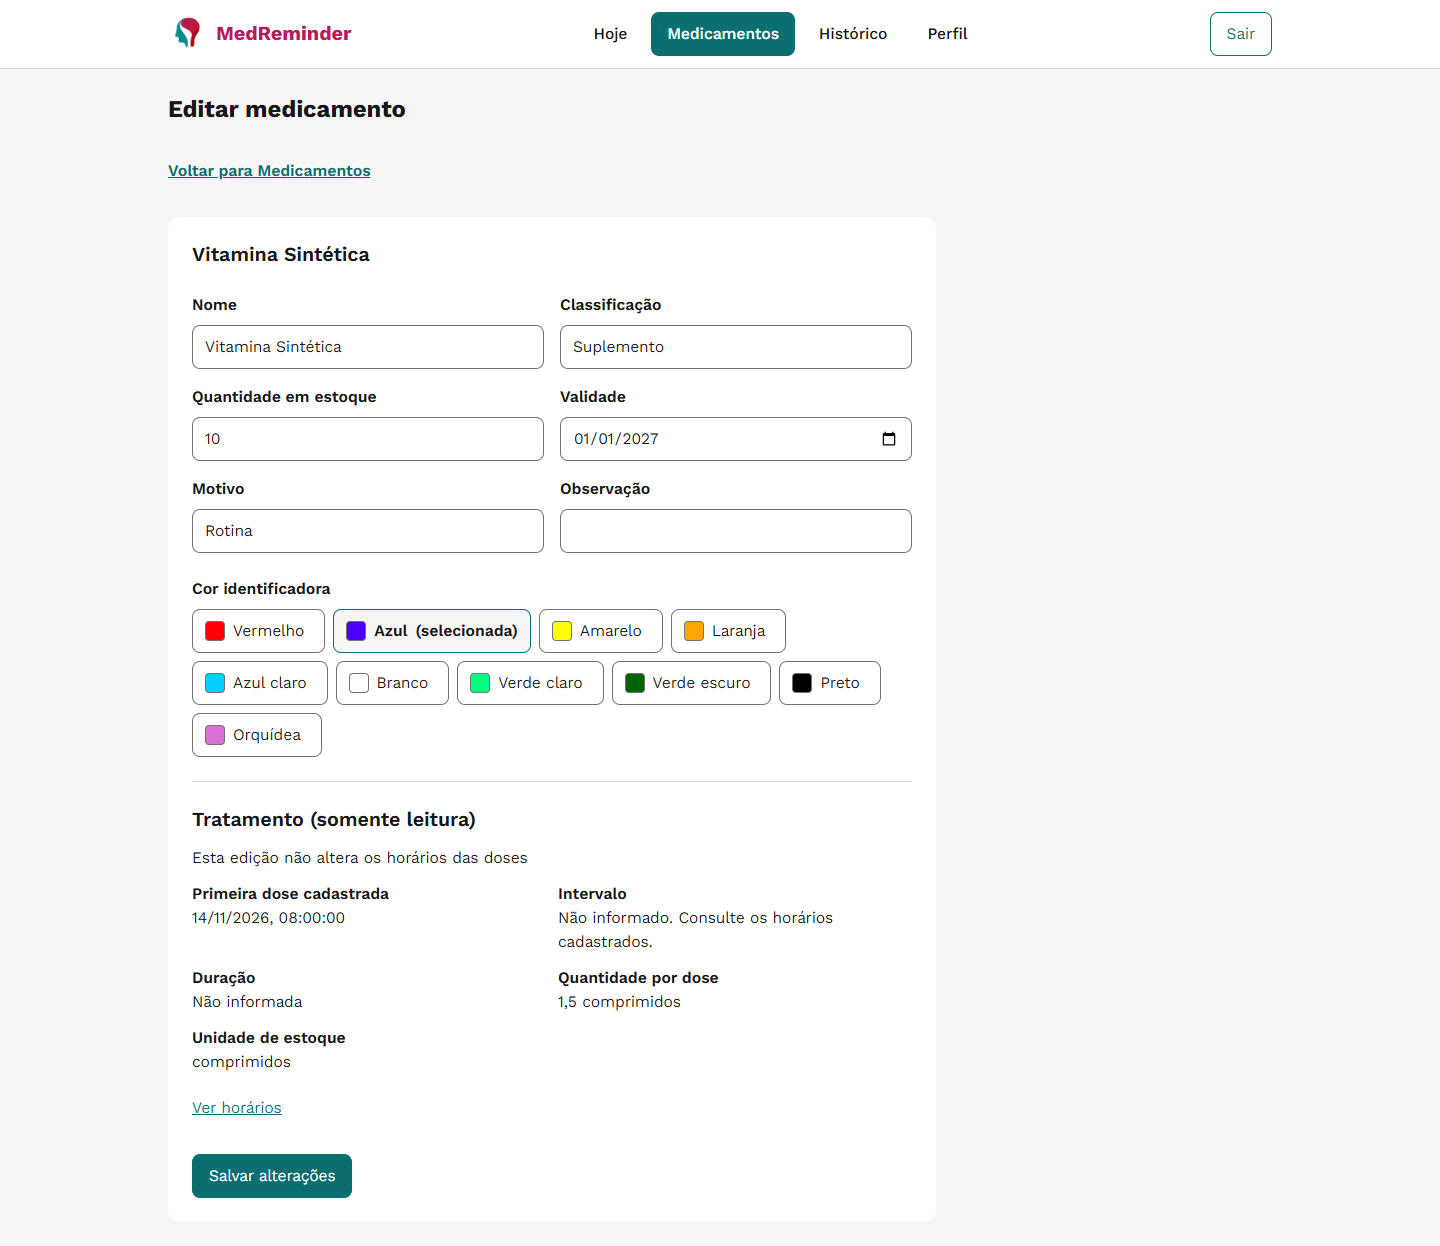 MedReminder
Hoje
Medicamentos
Histórico
Perfil
Sair
Editar medicamento
Voltar para Medicamentos
Vitamina Sintética
Nome
Classificação
Vitamina Sintética
Suplemento
Quantidade em estoque
Validade
10
01/01/2027
Motivo
Observação
Rotina
Cor identificadora
Vermelho
Azul (selecionada)
Amarelo
Laranja
Azul claro
Branco
Verde claro
Verde escuro
Preto
Orquídea
Tratamento (somente leitura)
Esta edição não altera os horários das doses
Primeira dose cadastrada
14/11/2026, 08:00:00
Intervalo
Não informado. Consulte os horários
cadastrados.
Duração
Não informada
Quantidade por dose
1,5 comprimidos
Unidade de estoque
comprimidos
Ver horários
Salvar alterações